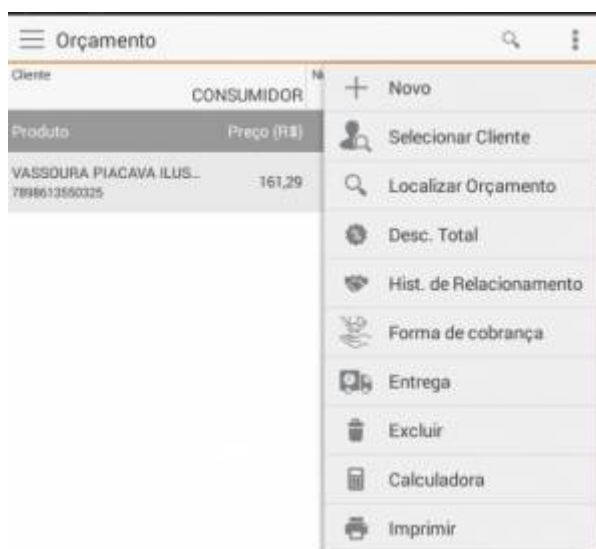 Orçamento
Cliente
CONSUMIDOR
Produto Preço (R$)
VASSOURA PIACAVA ILUS... 161,29
7898613550325
Novo
Selecionar Cliente
Localizar Orçamento
Desc. Total
Hist. de Relacionamento
Forma de cobrança
Entrega
Excluir
Calculadora
Imprimir